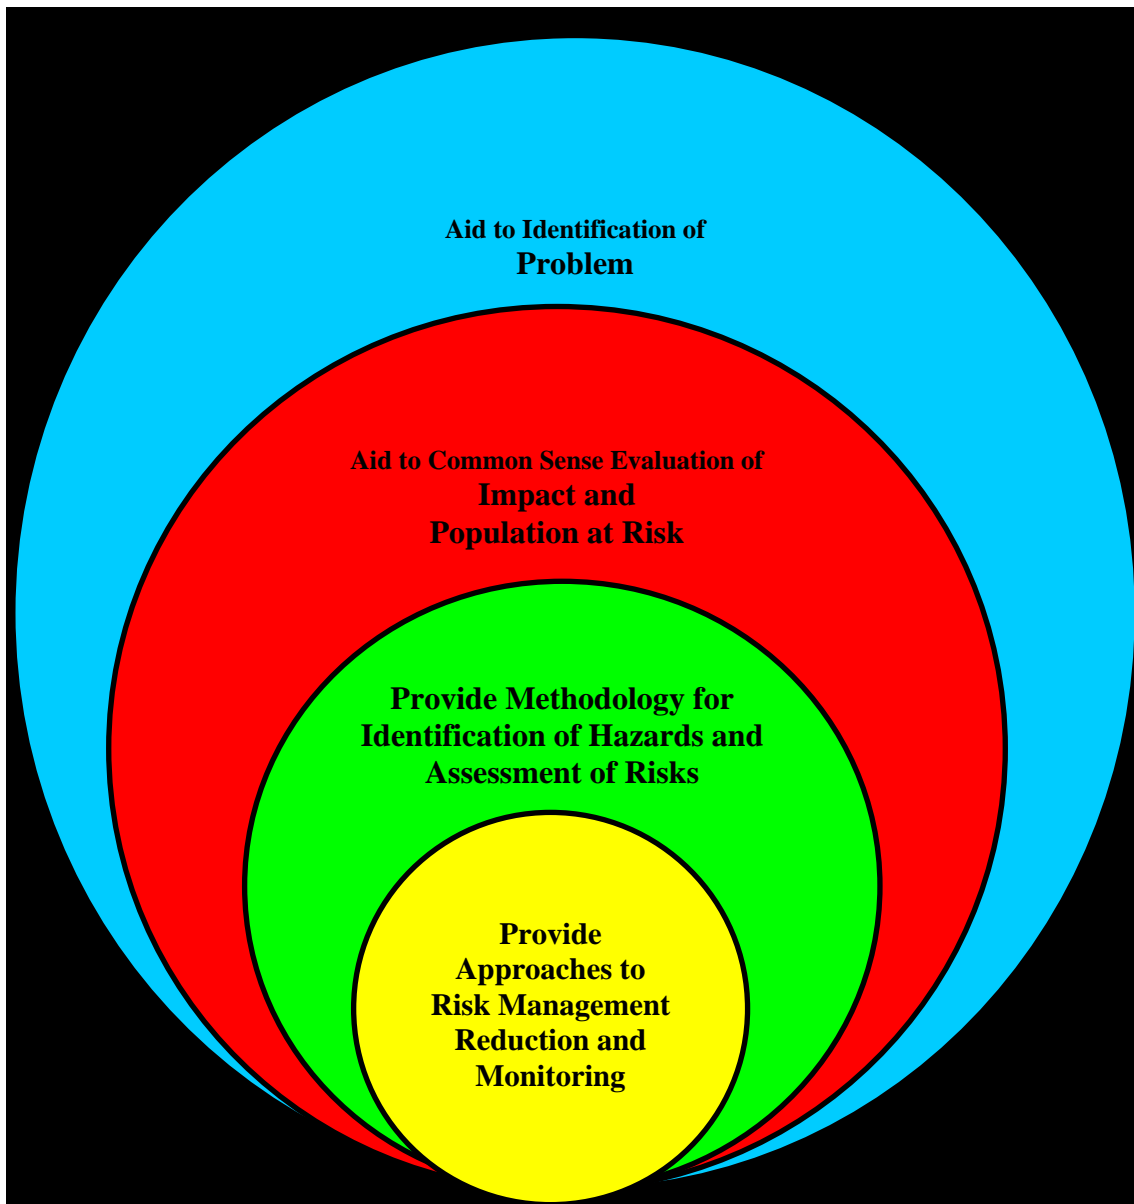 Aid to Identification of
Problem
Aid to Common Sense Evaluation of
Impact and
Population at Risk
Provide Methodology for
Identification of Hazards and
Assessment of Risks
Provide
Approaches to
Risk Management
Reduction and
Monitoring